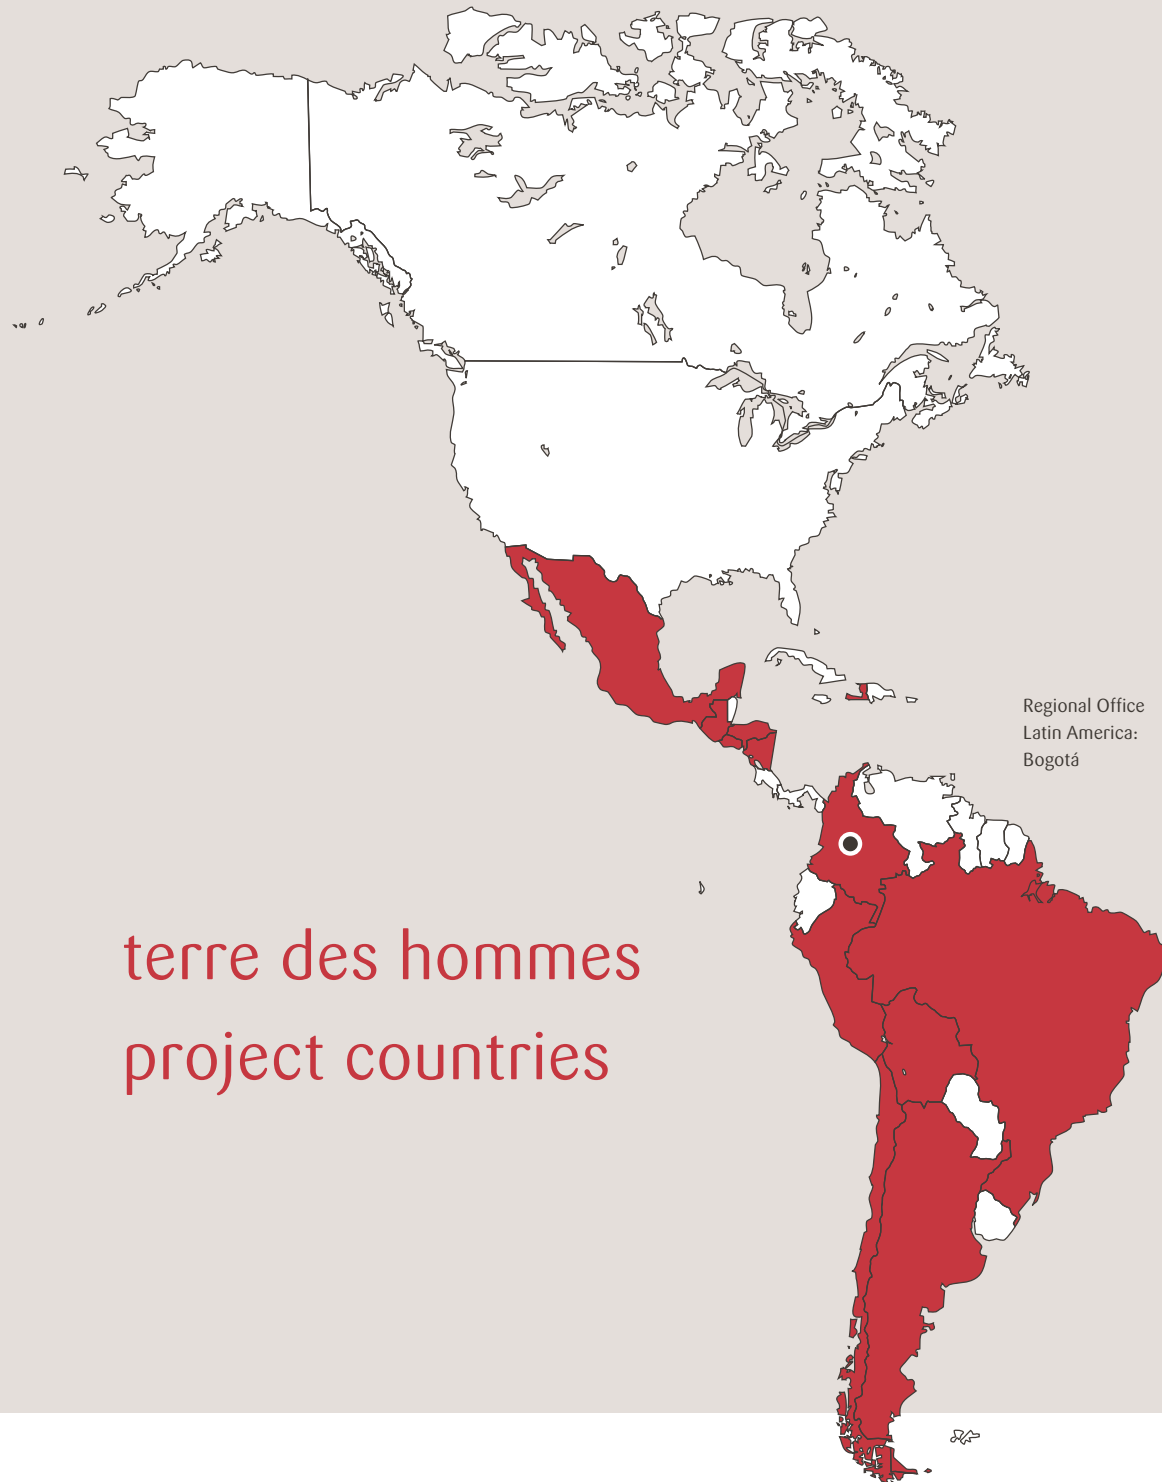 Regional Office
Latin America:
Bogotá
terre des hommes
project countries